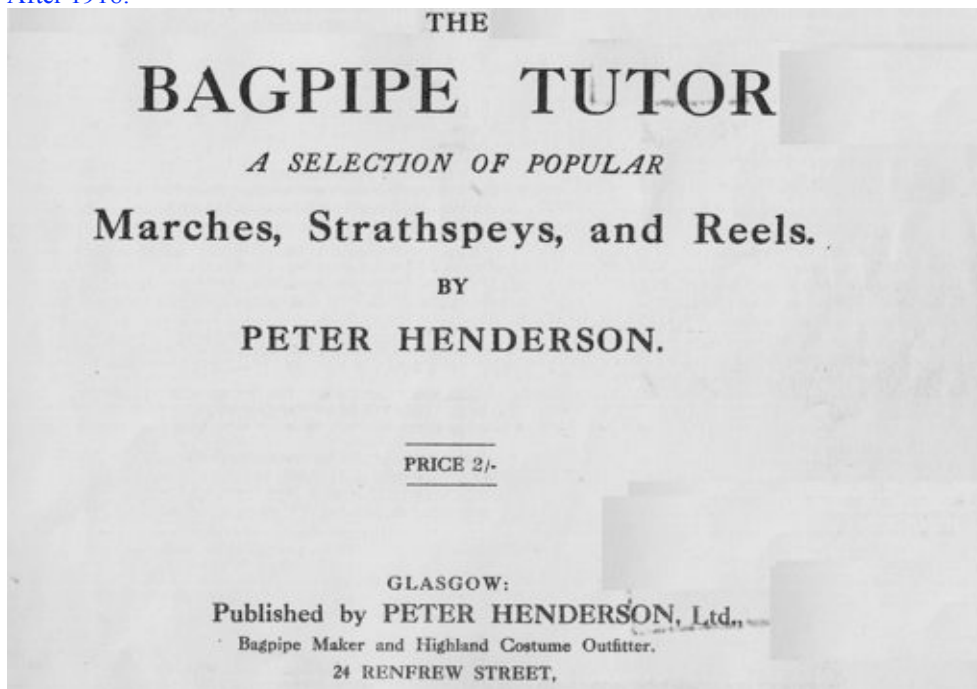 THE
BAGPIPE TUTOR
A SELECTION OF POPULAR
Marches, Strathspeys, and Reels.
BY
PETER HENDERSON.
PRICE 2/-
GLASGOW:
Published by PETER HENDERSON, Ltd.,
Bagpipe Maker and Highland Costume Outfitter.
24 RENFREW STREET,